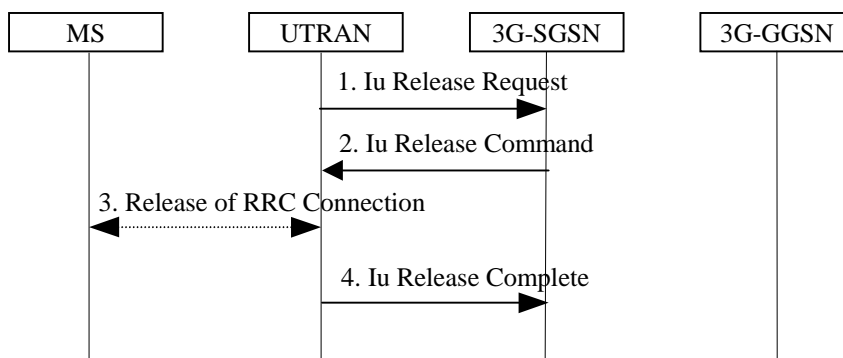 MS
UTRAN
3G-SGSN
3G-GGSN
1. Iu Release Request
2. Iu Release Command
3. Release of RRC Connection
4. Iu Release Complete